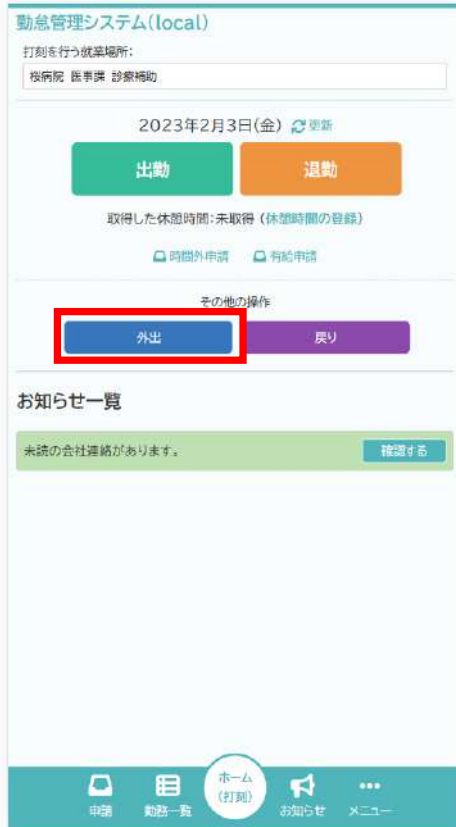 勤怠管理システム(local)
打刻を行う就業場所:
桜病院 医事課 診療補助
2023年2月3日(金) 更新
出勤 退勤
取得した休憩時間:未取得 (休憩時間の登録)
時間外申請 有給申請
その他の操作
外出 戻り
お知らせ一覧
未読の会社連絡があります。 確認する
ホーム
(打刻)
申請 勤務一覧 お知らせ メニュー